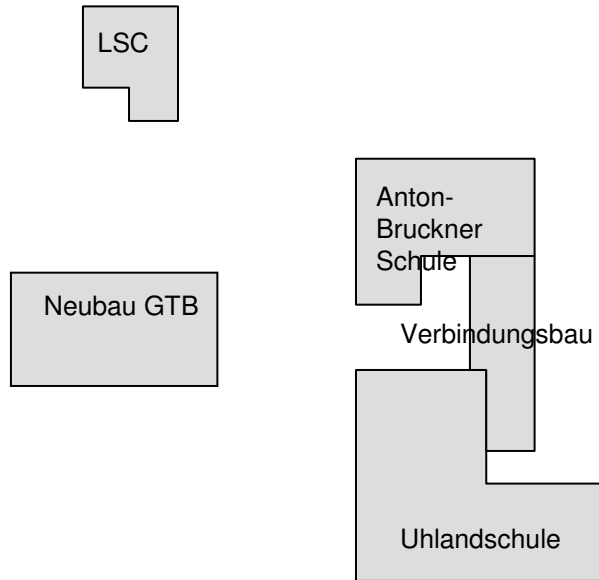 LSC
Anton-
Bruckner
Schule
Neubau GTB
Verbindungsbau
Uhlandschule